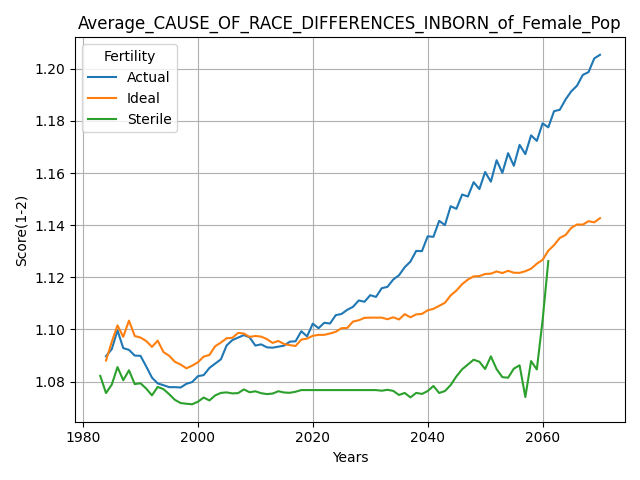 Average_CAUSE_OF_RACE_DIFFERENCES_INBORN_of_Female_Pop
Fertility
Actual
Ideal
Sterile
1.20
1.18
1.16
1.14
1.12
1.10
1.08
Score(1-2)
1980
2000
2020
2040
2060
Years